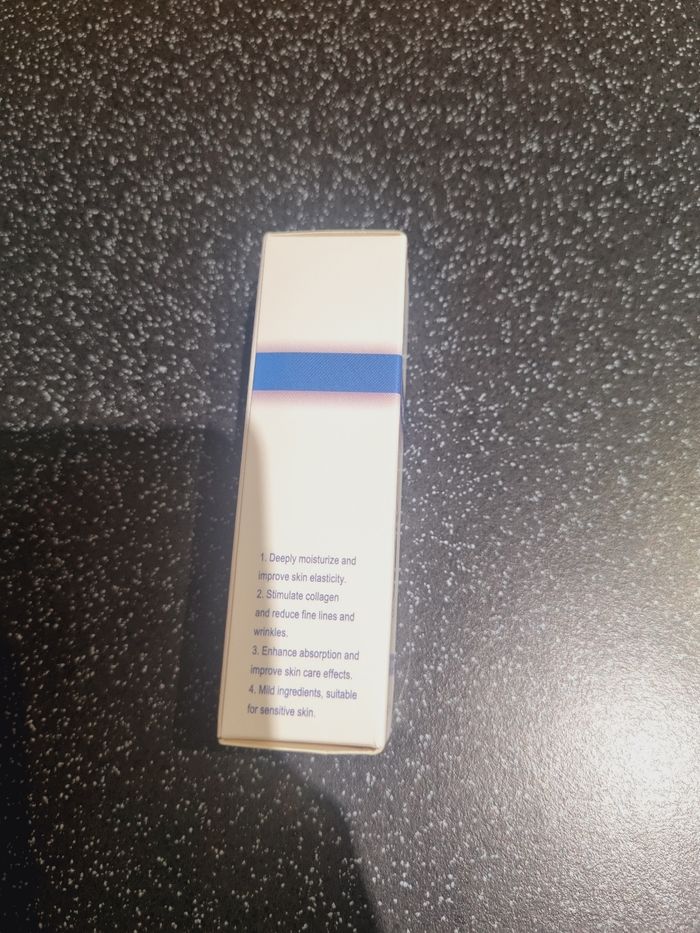 1. Deeply moisturize and
improve skin elasticity.
2. Stimulate collagen
and reduce fine lines and
wrinkles.
3. Enhance absorption and
improve skin care effects.
4. Mild ingredients, suitable
for sensitive skin.